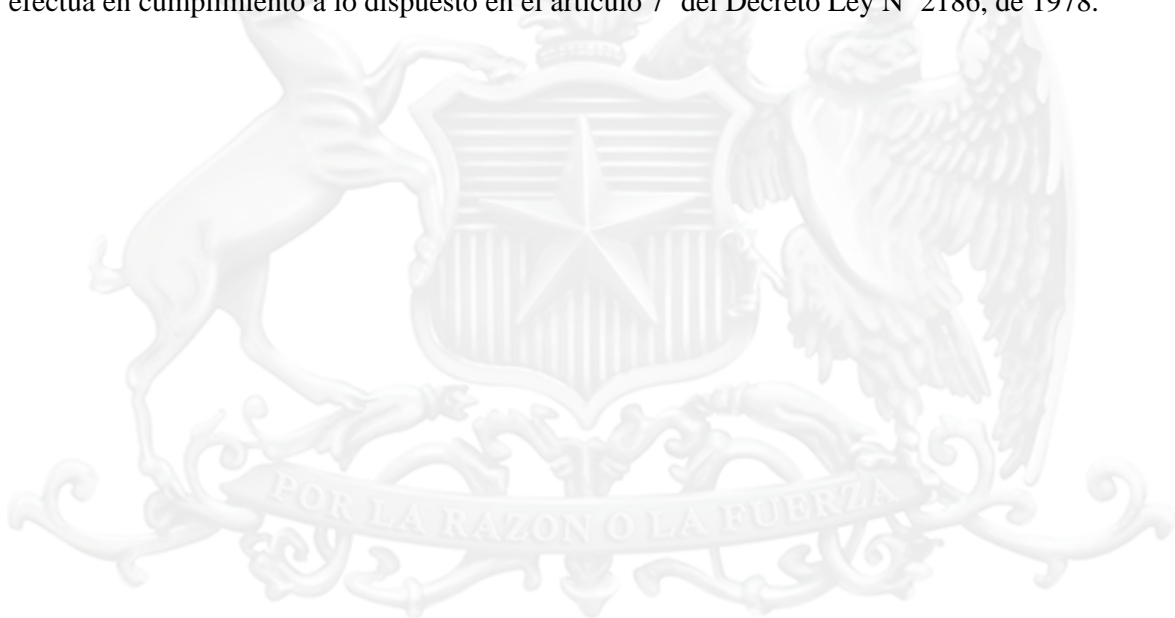 efectúa en cumplimiento a lo dispuesto en el artículo 7° del Decreto Ley N° 2186, de 1978.
POR LA RAZON O LA FUERZA